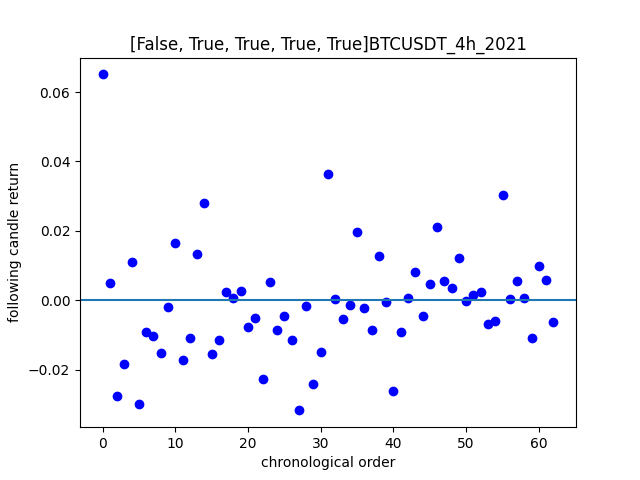 [False, True, True, True, True]BTCUSDT_4h_2021
following candle return
0.06
0.04
0.02
0.00
−0.02
0 10 20 30 40 50 60
chronological order